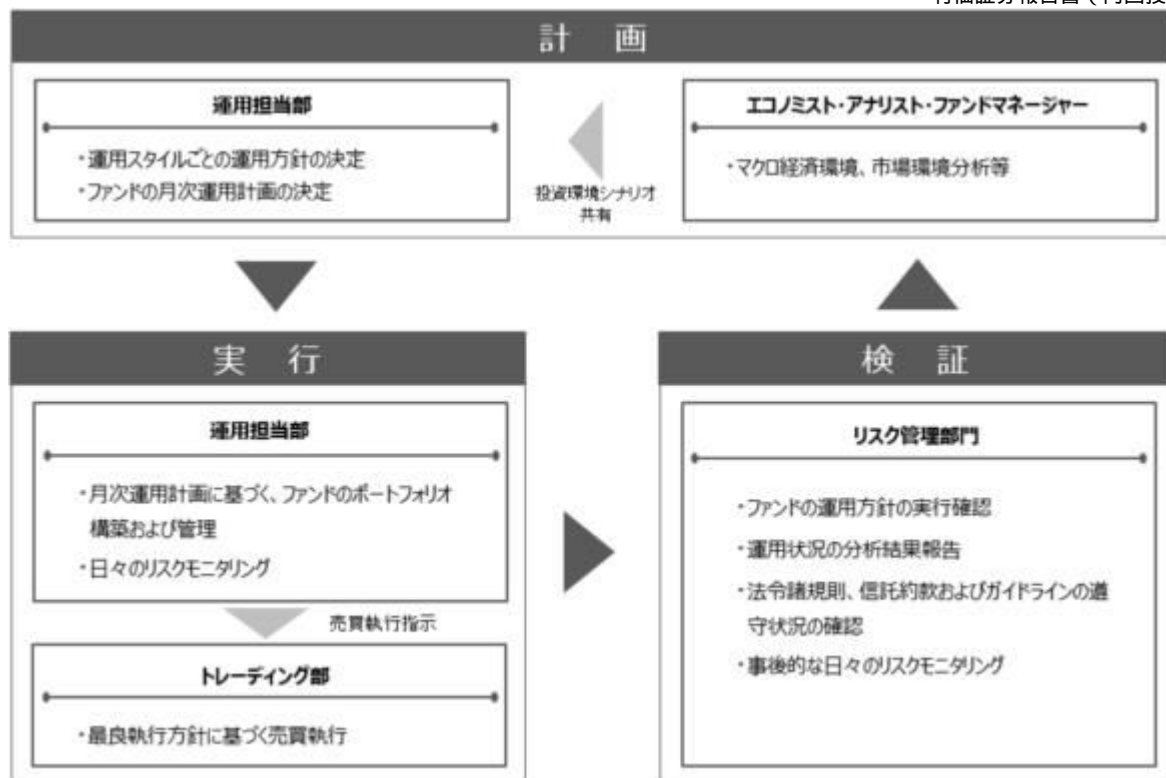 計 画
運用担当部
・運用スタイルごとの運用方針の決定
・ファンドの月次運用計画の決定
投資環境シナリオ
共有
エコノミスト・アナリスト・ファンドマネージャー
・マクロ経済環境、市場環境分析等
実 行
運用担当部
・月次運用計画に基づく、ファンドのポートフォリオ
構築および管理
・日々のリスクモニタリング
売買執行指示
トレーディング部
・最良執行方針に基づく売買執行
検 証
リスク管理部門
・ファンドの運用方針の実行確認
・運用状況の分析結果報告
・法令諸規則、信託約款およびガイドラインの遵
守状況の確認
・事後的な日々のリスクモニタリング